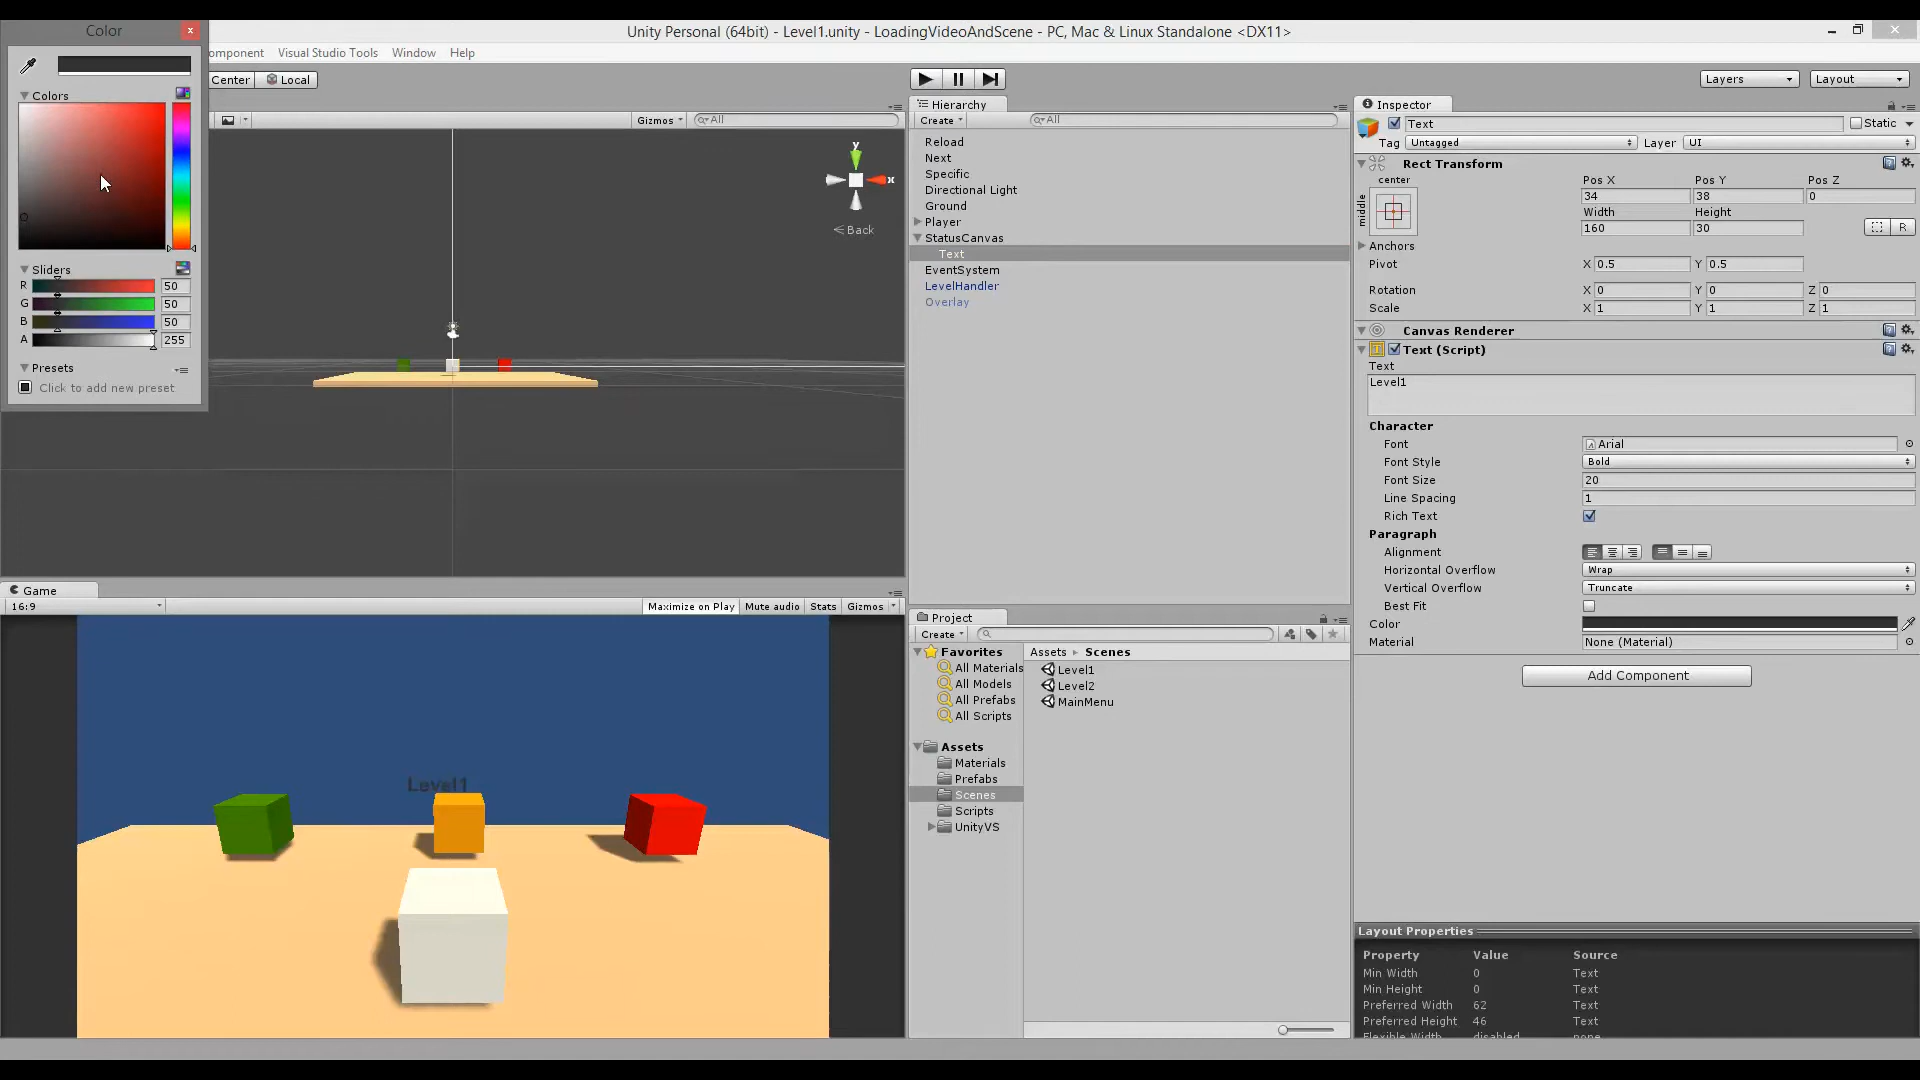 Color
x
Unity Personal (64bit) - Level1.unity - LoadingVideoAndScene - PC, Mac & Linux Standalone <DX11>
omponent
Visual Studio Tools
Window
Help
Center
Local
Layers
Layout
Colors
Sliders
R 50
G 50
B 50
A 255
Presets
Click to add new preset
Gizmos
All
y
x
Back
Hierarchy
Create
All
Reload
Next
Specific
Directional Light
Ground
Player
StatusCanvas
Text
EventSystem
LevelHandler
Overlay
Inspector
Text
Static
Tag Untagged
Layer UI
Rect Transform
center
middle
Pos X Pos Y Pos Z
34 38 0
Width Height
160 30
R
Anchors
Pivot X 0.5 Y 0.5
Rotation X 0 Y 0 Z 0
Scale X 1 Y 1 Z 1
Canvas Renderer
Text (Script)
Text
Level1
Character
Font Arial
Font Style Bold
Font Size 20
Line Spacing 1
Rich Text
Paragraph
Alignment
Horizontal Overflow Wrap
Vertical Overflow Truncate
Best Fit
Color
Material None (Material)
Add Component
Layout Properties
Property Value Source
Min Width 0 Text
Min Height 0 Text
Preferred Width 62 Text
Preferred Height 46 Text
Flexible Width disabled none
Game
16:9
Maximize on Play
Mute audio
Stats
Gizmos
Level1
Project
Create
Favorites
All Materials
All Models
All Prefabs
All Scripts
Assets
Materials
Prefabs
Scenes
Scripts
UnityVS
Assets Scenes
Level1
Level2
MainMenu